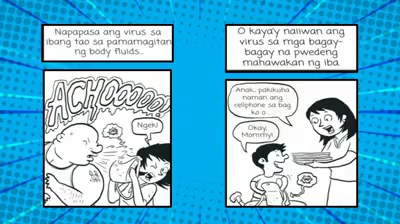 Napapasa ang virus sa
ibang tao sa pamamagitan
ng body fluids...
ACHOOOOOO!
Ngek!
O kaya'y naiiwan ang
virus sa mga bagay-
bagay na pwedeng
mahawakan ng iba.
Anak, pakikuha
naman ang
cellphone sa bag
ko o
Okay,
Mommy!